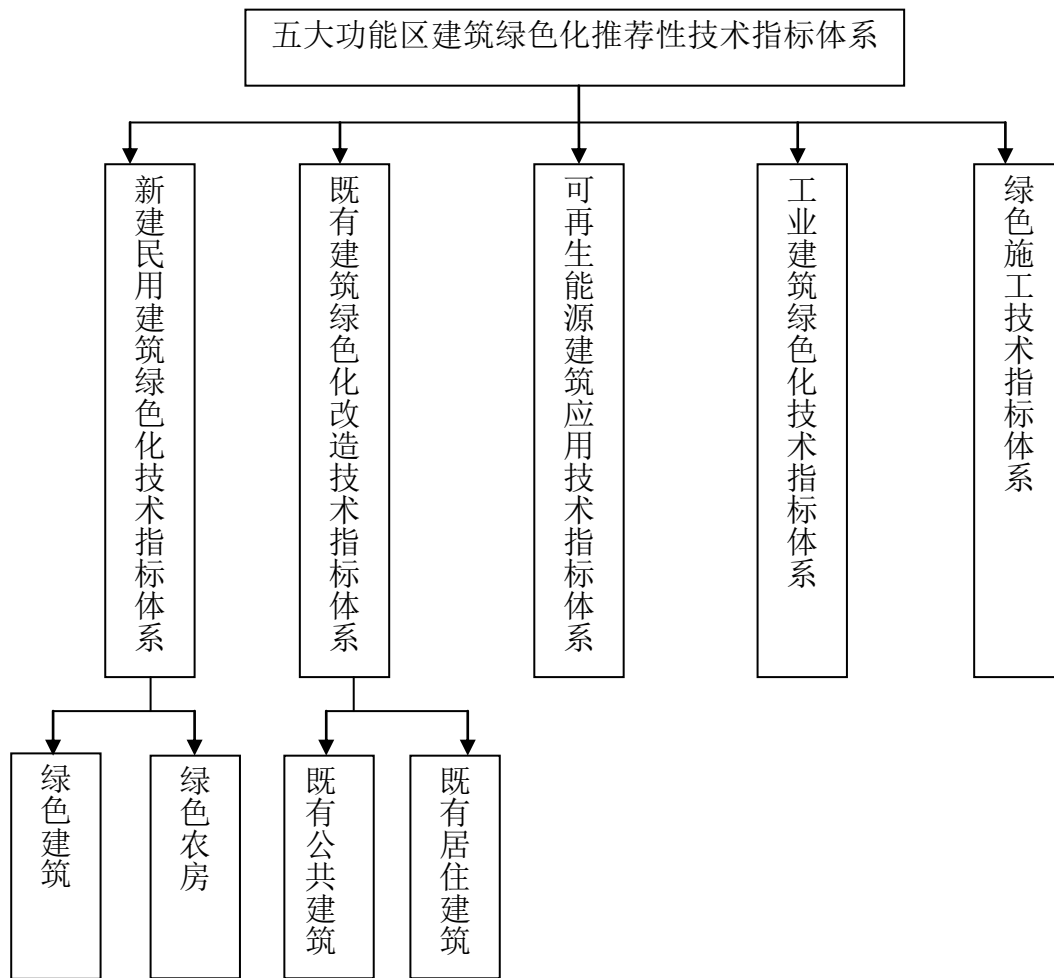 五大功能区建筑绿色化推荐性技术指标体系
新建民用建筑绿色化技术指标体系
既有建筑绿色化改造技术指标体系
可再生能源建筑应用技术指标体系
工业建筑绿色化技术指标体系
绿色施工技术指标体系
绿色建筑
绿色农房
既有公共建筑
既有居住建筑